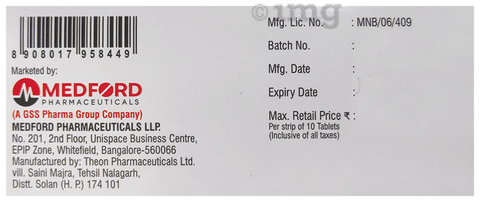 1mg
8 908017 958449
Marketed by:
MEDFORD
PHARMACEUTICALS
(A GSS Pharma Group Company)
MEDFORD PHARMACEUTICALS LLP.
No. 201, 2nd Floor, Unispace Business Centre,
EPIP Zone, Whitefield, Bangalore-560066
Manufactured by: Theon Pharmaceuticals Ltd.
vill. Saini Majra, Tehsil Nalagarh,
Distt. Solan (H. P.) 174 101
Mfg. Lic. No. : MNB/06/409
Batch No. :
Mfg. Date :
Expiry Date :
Max. Retail Price ₹ :
Per strip of 10 Tablets
(Inclusive of all taxes)